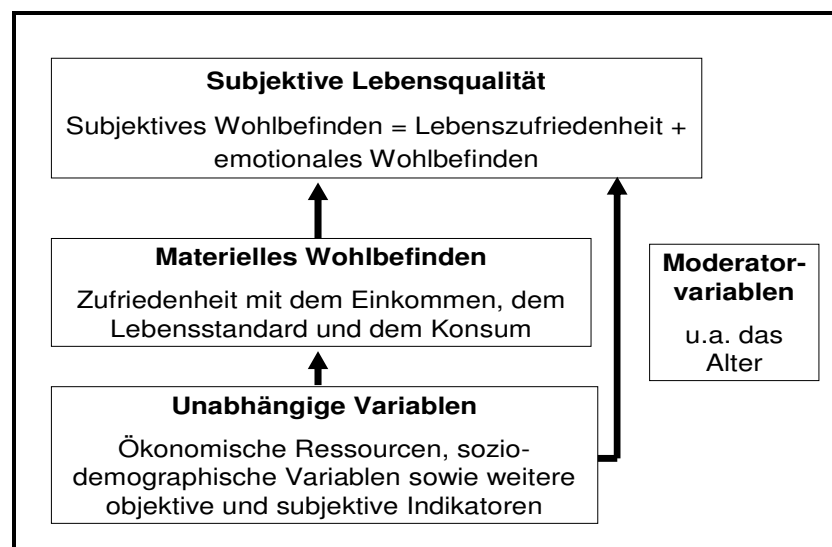 Subjektive Lebensqualität
Subjektives Wohlbefinden = Lebenszufriedenheit +
emotionales Wohlbefinden
Materielles Wohlbefinden
Zufriedenheit mit dem Einkommen, dem
Lebensstandard und dem Konsum
Moderator-
variablen
u.a. das
Alter
Unabhängige Variablen
Ökonomische Ressourcen, sozio-
demographische Variablen sowie weitere
objektive und subjektive Indikatoren